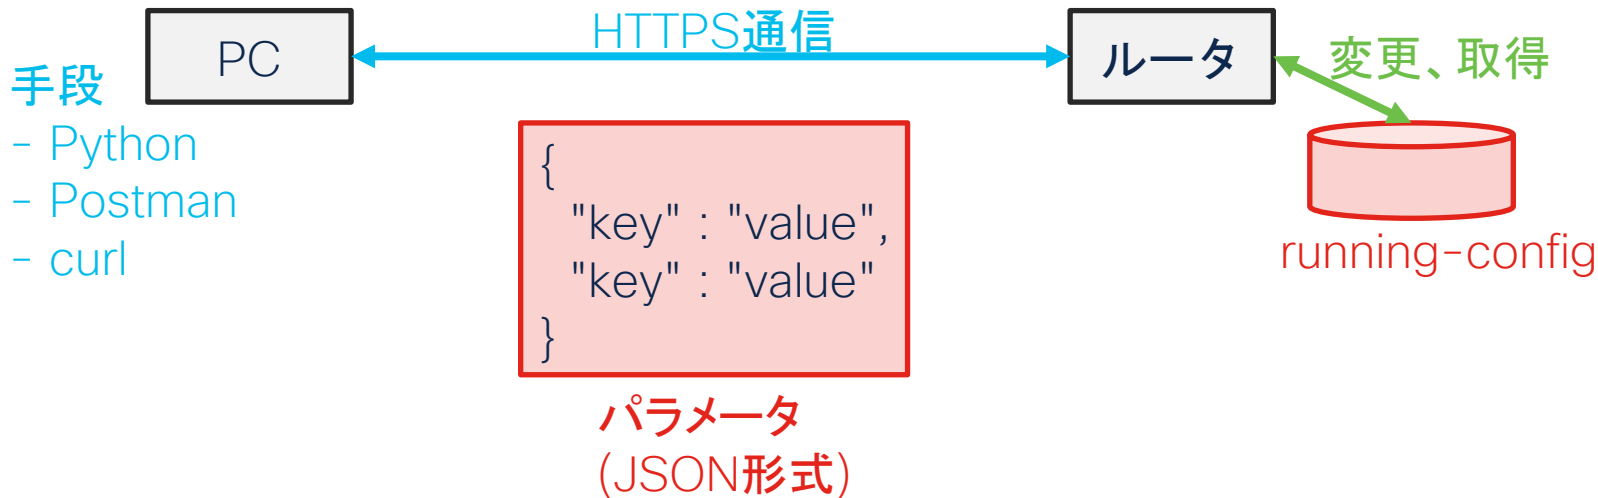 PC
HTTPS通信
ルータ
変更、取得
手段
- Python
- Postman
- curl
{
"key" : "value",
"key" : "value"
}
running-config
パラメータ
(JSON形式)